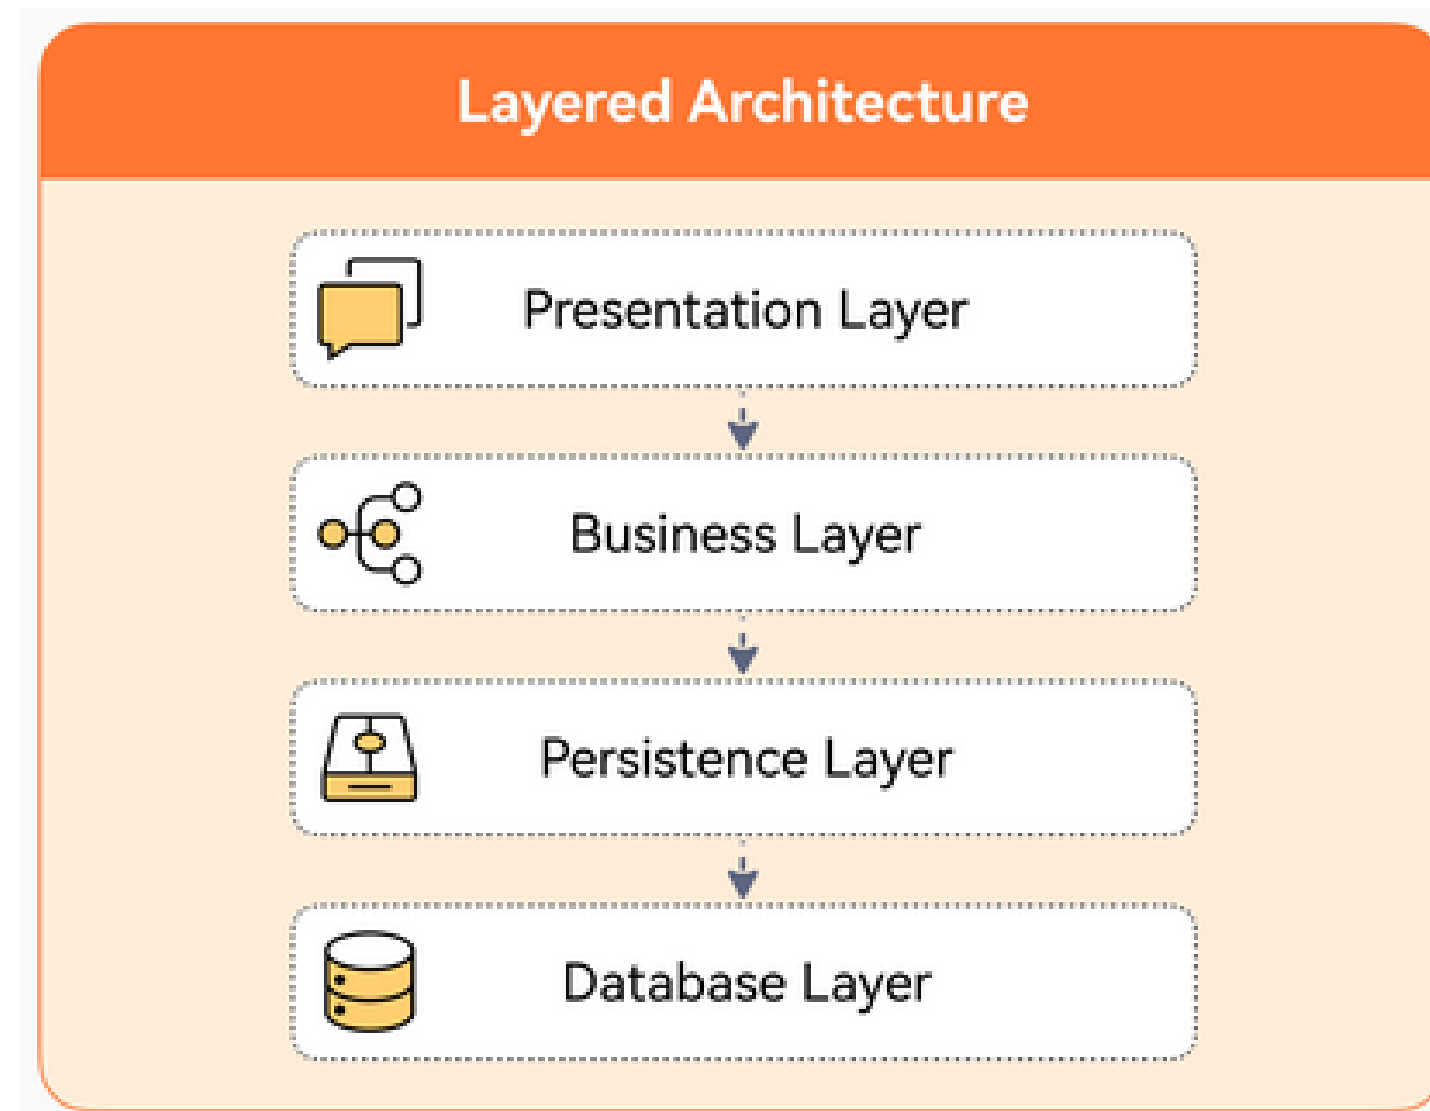 Layered Architecture
Presentation Layer
Business Layer
Persistence Layer
Database Layer